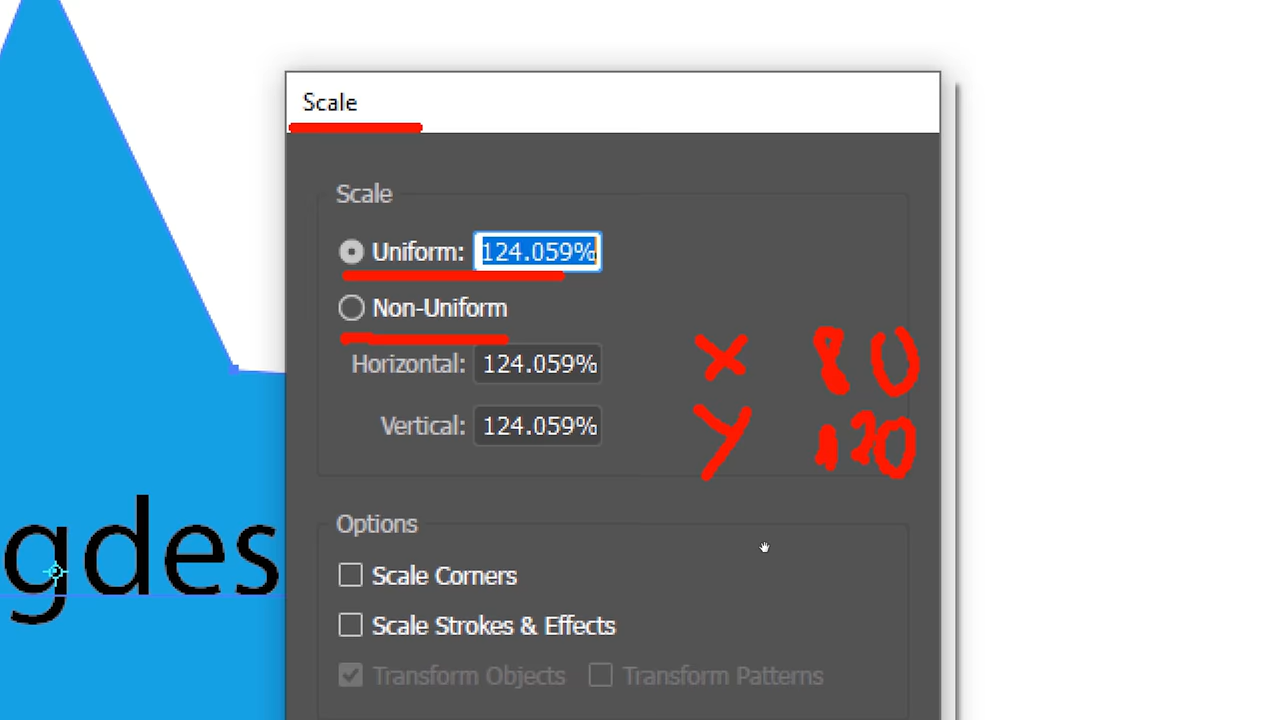 Scale
Scale
Uniform: 124.059%
Non-Uniform
Horizontal: 124.059% X 80
Vertical: 124.059% Y 120
gdes
Options
Scale Corners
Scale Strokes & Effects
Transform Objects Transform Patterns